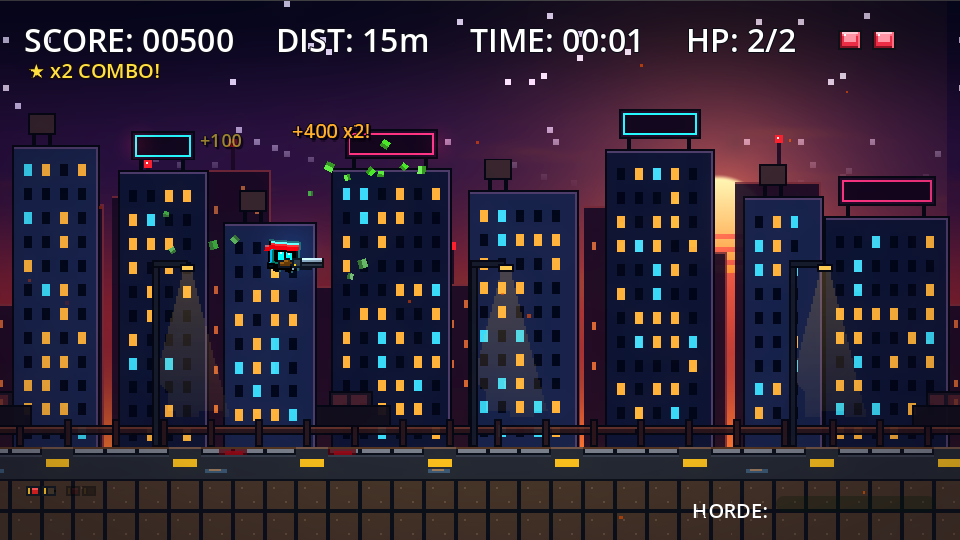 SCORE: 00500 DIST: 15m TIME: 00:01 HP: 2/2
★ x2 COMBO!
+400 x2!
+100
HORDE: